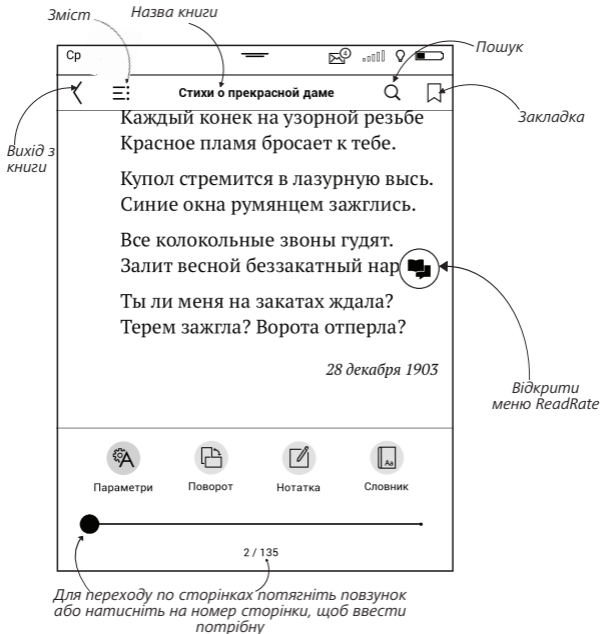 Зміст
Назва книги
Ср
4
Пошук
Стихи о прекрасной даме
Закладка
Вихід з
книги
Каждый конек на узорной резьбе
Красное пламя бросает к тебе.
Купол стремится в лазурную высь.
Синие окна румянцем зажглись.
Все колокольные звоны гудят.
Залит весной беззакатный нар
Ты ли меня на закатах ждала?
Терем зажгла? Ворота отперла?
28 декабря 1903
Відкрити
меню ReadRate
A
Aa
Параметри
Поворот
Нотатка
Словник
2 / 135
Для переходу по сторінках потягніть повзунок
або натисніть на номер сторінки, щоб ввести
потрібну